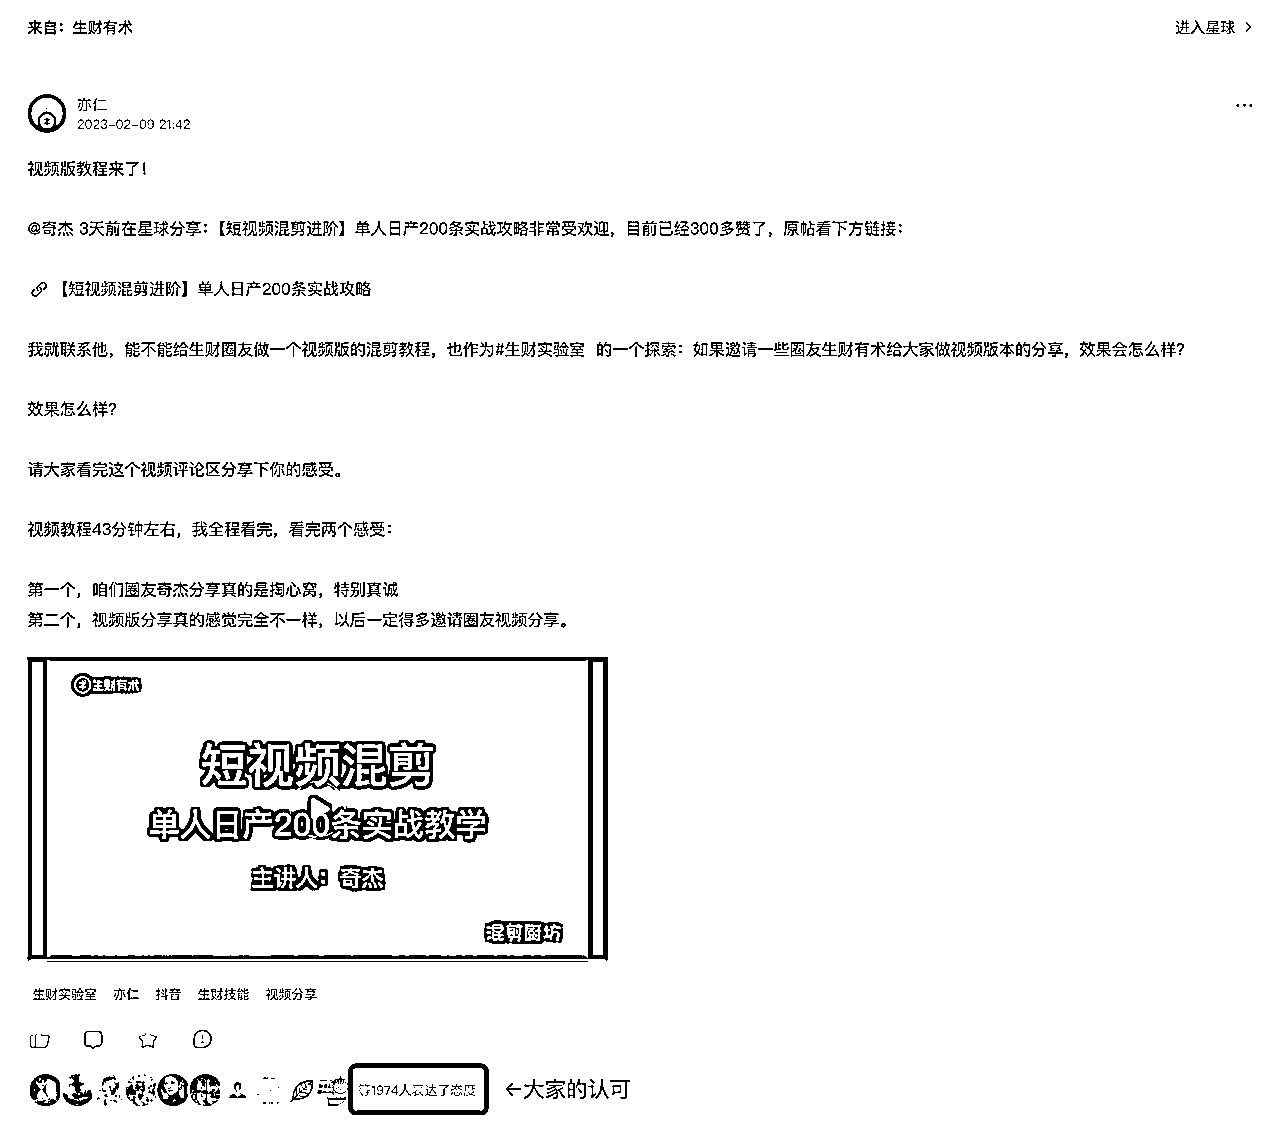 来自：生财有术
进入星球 >
亦仁
2023-02-09 21:42
视频版教程来了！
@奇杰 3天前在星球分享：【短视频混剪进阶】单人日产200条实战攻略非常受欢迎，目前已经300多赞了，原帖看下方链接：
【短视频混剪进阶】单人日产200条实战攻略
我就联系他，能不能给生财圈友做一个视频版的混剪教程，也作为#生财实验室 的一个探索：如果邀请一些圈友生财有术给大家做视频版本的分享，效果会怎么样？
效果怎么样？
请大家看完这个视频评论区分享下你的感受。
视频教程43分钟左右，我全程看完，看完两个感受：
第一个，咱们圈友奇杰分享真的是掏心窝，特别真诚
第二个，视频版分享真的感觉完全不一样，以后一定得多邀请圈友视频分享。
生财有术
短视频混剪
单人日产200条实战教学
主讲人：奇杰
混剪厨坊
生财实验室 亦仁 抖音 生财技能 视频分享
等1974人表达了态度 ←大家的认可